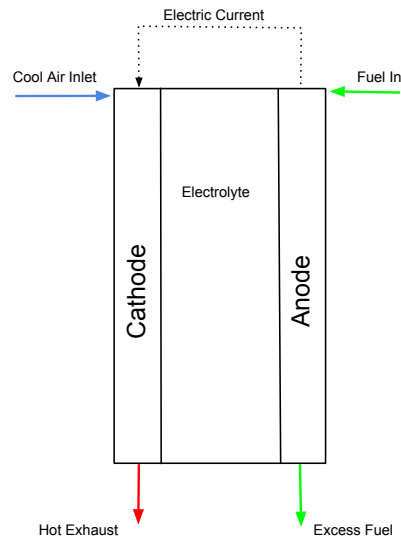 Electric Current
Cool Air Inlet
Fuel In
Electrolyte
Cathode
Anode
Hot Exhaust
Excess Fuel